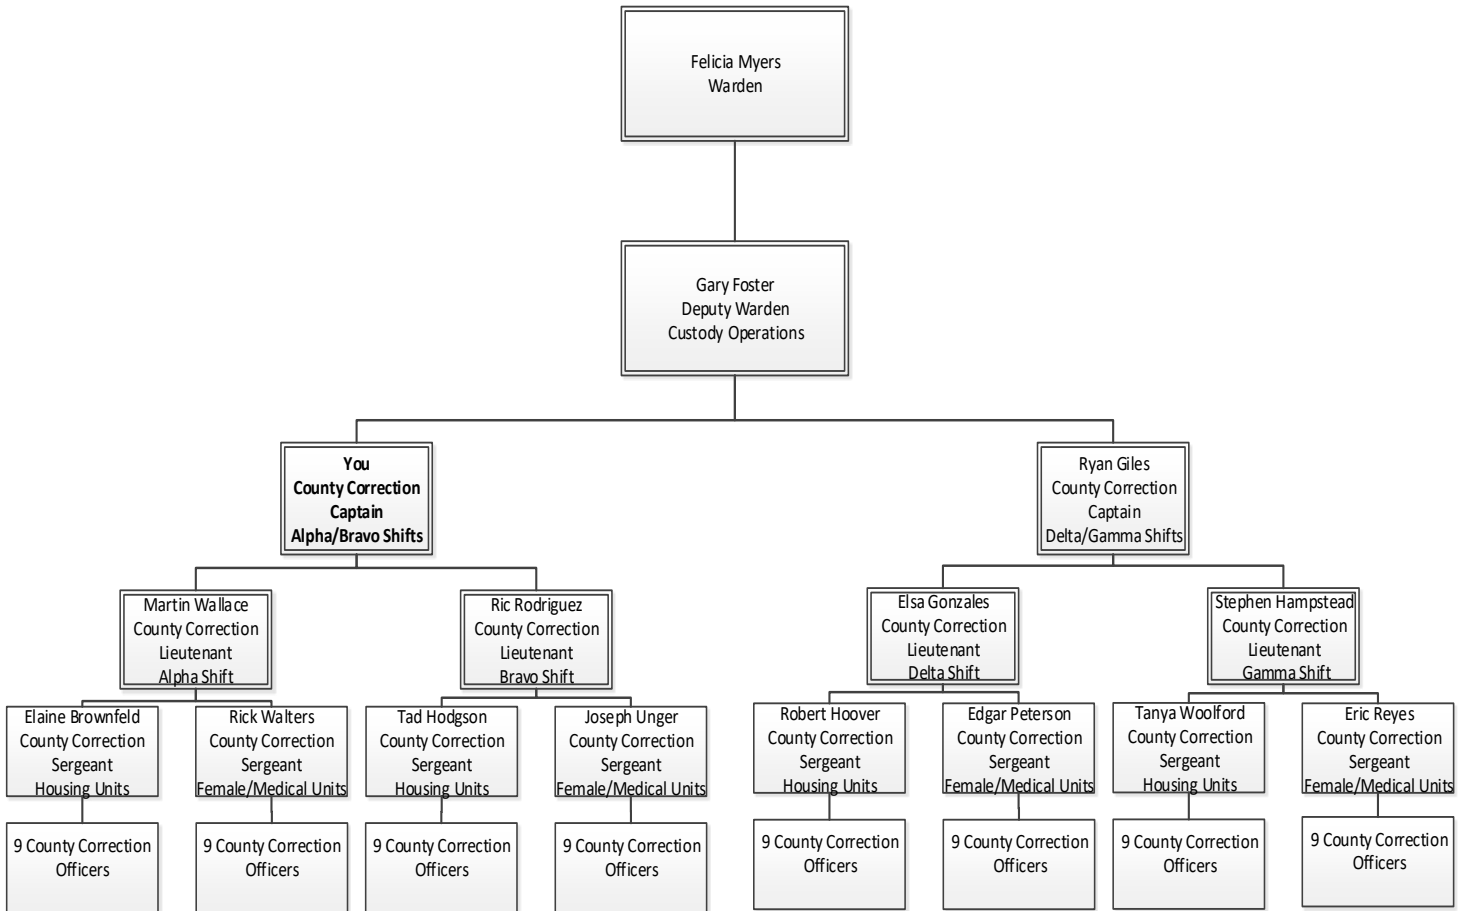 Felicia Myers
Warden
Gary Foster
Deputy Warden
Custody Operations
You
County Correction
Captain
Alpha/Bravo Shifts
Ryan Giles
County Correction
Captain
Delta/Gamma Shifts
Martin Wallace
County Correction
Lieutenant
Alpha Shift
Ric Rodriguez
County Correction
Lieutenant
Bravo Shift
Elsa Gonzales
County Correction
Lieutenant
Delta Shift
Stephen Hampstead
County Correction
Lieutenant
Gamma Shift
Elaine Brownfeld
County Correction
Sergeant
Housing Units
Rick Walters
County Correction
Sergeant
Female/Medical Units
Tad Hodgson
County Correction
Sergeant
Housing Units
Joseph Unger
County Correction
Sergeant
Female/Medical Units
Robert Hoover
County Correction
Sergeant
Housing Units
Edgar Peterson
County Correction
Sergeant
Female/Medical Units
Tanya Woolford
County Correction
Sergeant
Housing Units
Eric Reyes
County Correction
Sergeant
Female/Medical Units
9 County Correction
Officers
9 County Correction
Officers
9 County Correction
Officers
9 County Correction
Officers
9 County Correction
Officers
9 County Correction
Officers
9 County Correction
Officers
9 County Correction
Officers